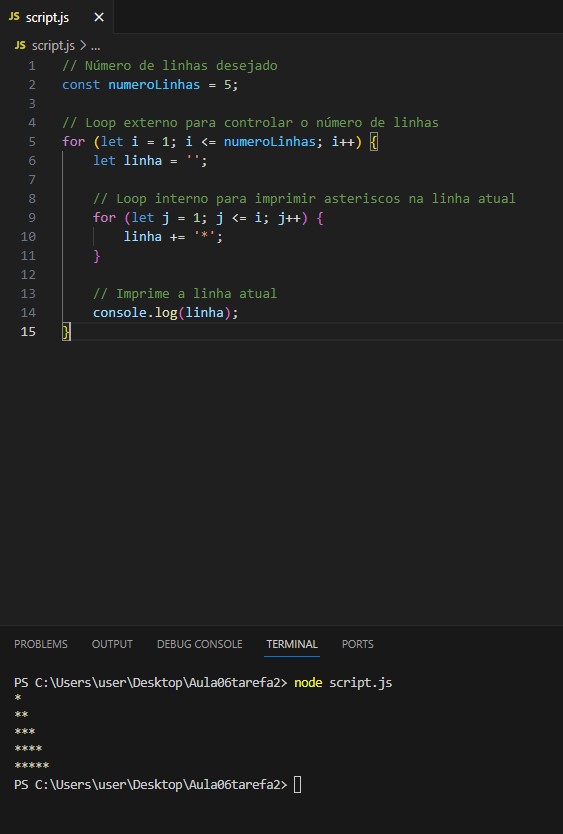 JS script.js ×
JS script.js > ...
1 // Número de linhas desejado
2 const numeroLinhas = 5;
3
4 // Loop externo para controlar o número de linhas
5 for (let i = 1; i <= numeroLinhas; i++) {
6     let linha = '';
7
8     // Loop interno para imprimir asteriscos na linha atual
9     for (let j = 1; j <= i; j++) {
10         linha += '*';
11     }
12
13     // Imprime a linha atual
14     console.log(linha);
15 }
PROBLEMS OUTPUT DEBUG CONSOLE TERMINAL PORTS
PS C:\Users\user\Desktop\Aula06tarefa2> node script.js
*
**
***
****
*****
PS C:\Users\user\Desktop\Aula06tarefa2>